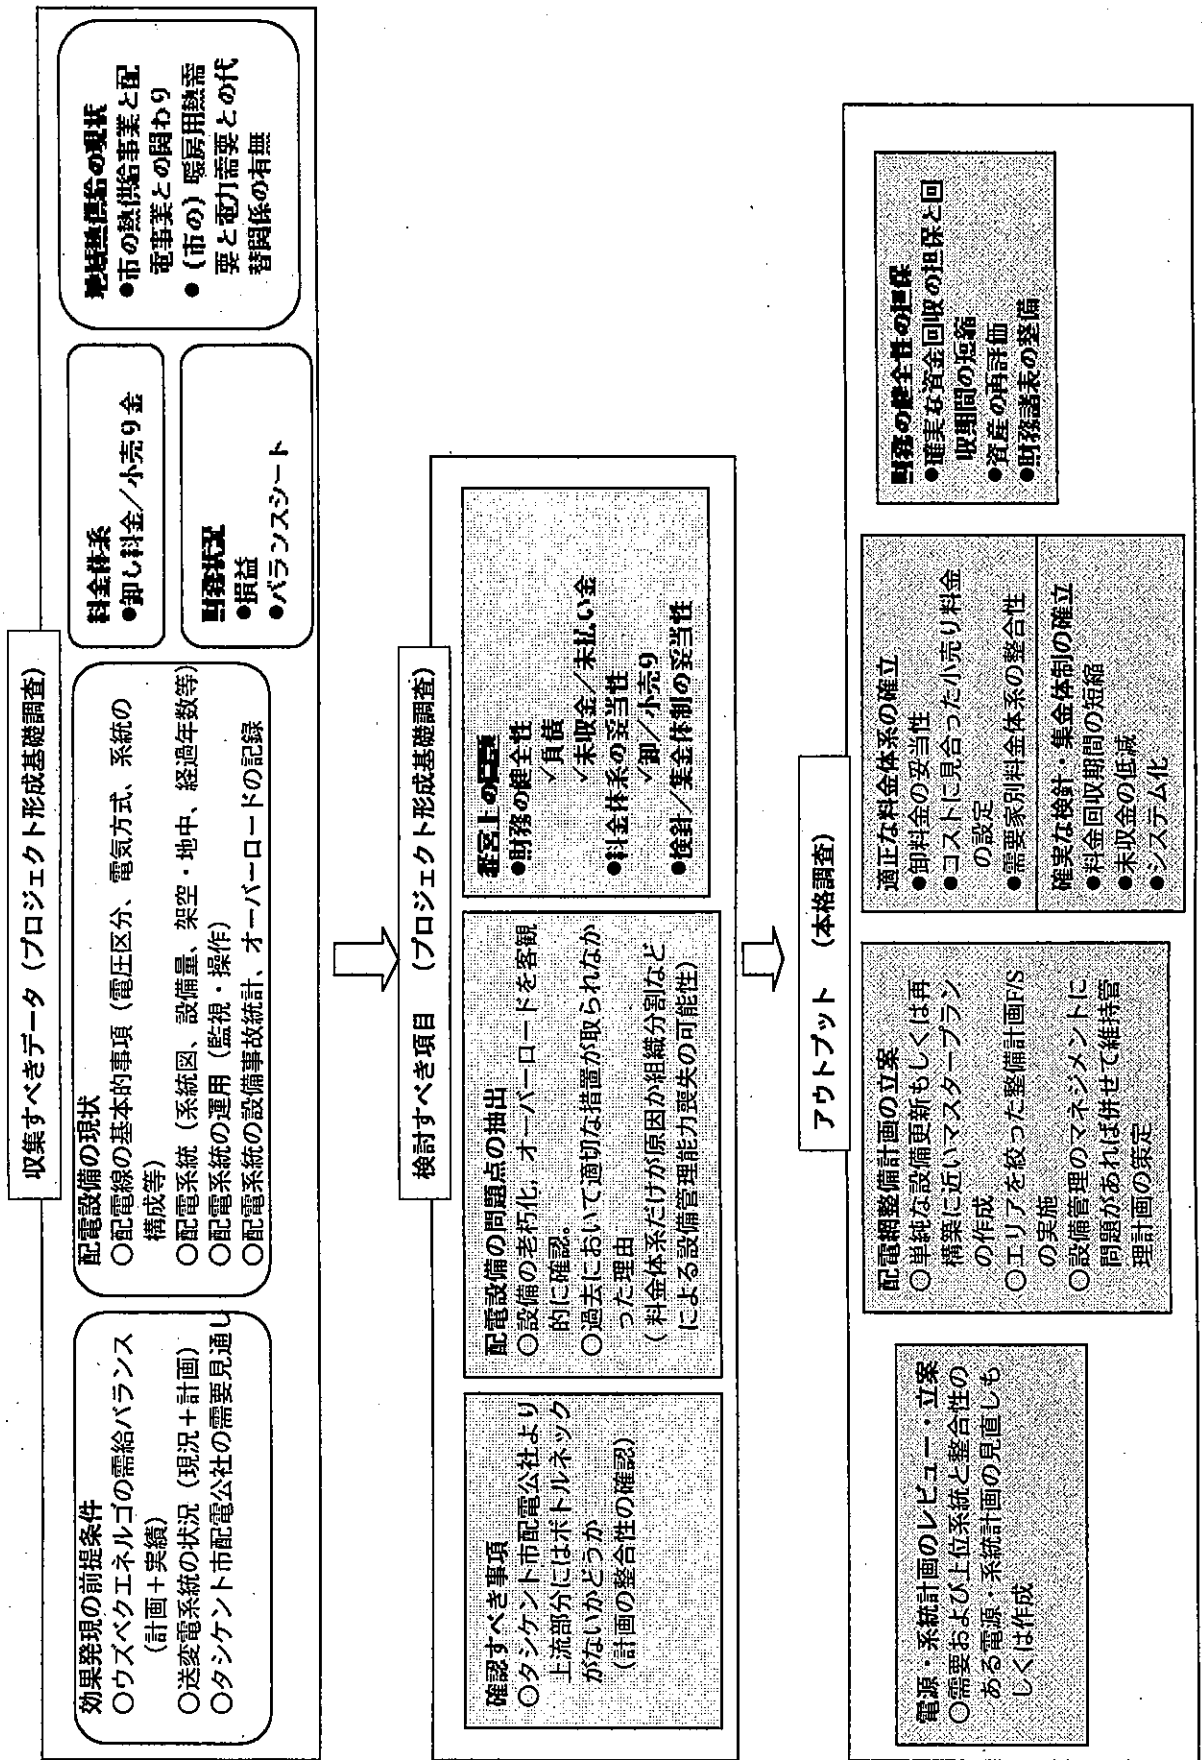 収集すべきデータ（プロジェクト形成基礎調査）
効果発現の前提条件
○ウズベクエネルゴの需給バランス
（計画＋実績）
○送変電系統の状況（現況＋計画）
○タシケント市配電公社の需要見通し
配電設備の現状
○配電線の基本的事項（電圧区分、電気方式、系統の
構成等）
○配電系統（系統図、設備量、架空・地中、経過年数等）
○配電系統の運用（監視・操作）
○配電系統の設備事故統計、オーバーロードの記録
料金体系
●卸し料金／小売り金
財務状況
●損益
●バランスシート
地域熱供給の現状
●市の熱供給事業と配
電事業との関わり
●（市の）暖房用熱需
要と電力需要との代
替関係の有無
検討すべき項目　（プロジェクト形成基礎調査）
確認すべき事項
○タシケント市配電公社より
上流部分にはボトルネック
がないかどうか
（計画の整合性の確認）
配電設備の問題点の抽出
○設備の老朽化，オーバーロードを客観
的に確認。
○過去において適切な措置が取られなか
った理由
（料金体系だけが原因か組織分割など
による設備管理能力喪失の可能性）
経営上の問題
●財務の健全性
✓負債
✓未収金／未払い金
●料金体系の妥当性
✓卸／小売り
●検針／集金体制の妥当性
アウトプット　（本格調査）
電源・系統計画のレビュー・立案
○需要および上位系統と整合性の
ある電源・系統計画の見直しも
しくは作成
配電網整備計画の立案
○単純な設備更新もしくは再
構築に近いマスタープラン
の作成
○エリアを絞った整備計画F/S
の実施
○設備管理のマネジメントに
問題があれば併せて維持管
理計画の策定
適正な料金体系の確立
●卸料金の妥当性
●コストに見合った小売り料金
の設定
●需要家別料金体系の整合性
確実な検針・集金体制の確立
●料金回収期間の短縮
●未収金の低減
●システム化
財務の健全性の担保
●確実な資金回収の担保と回
収期間の短縮
●資産の再評価
●財務諸表の整備